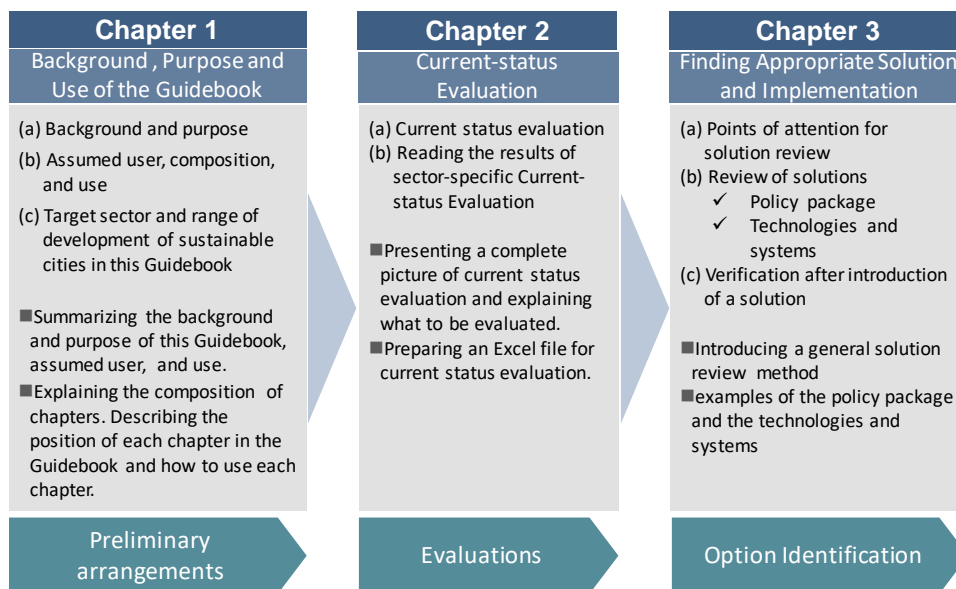 Chapter 1
Background , Purpose and
Use of the Guidebook
(a) Background and purpose
(b) Assumed user, composition,
and use
(c) Target sector and range of
development of sustainable
cities in this Guidebook
■Summarizing the background
and purpose of this Guidebook,
assumed user, and use.
■Explaining the composition of
chapters. Describing the
position of each chapter in the
Guidebook and how to use each
chapter.
Preliminary
arrangements
Chapter 2
Current-status
Evaluation
(a) Current status evaluation
(b) Reading the results of
sector-specific Current-
status Evaluation
■Presenting a complete
picture of current status
evaluation and explaining
what to be evaluated.
■Preparing an Excel file for
current status evaluation.
Evaluations
Chapter 3
Finding Appropriate Solution
and Implementation
(a) Points of attention for
solution review
(b) Review of solutions
✓ Policy package
✓ Technologies and
systems
(c) Verification after introduction
of a solution
■Introducing a general solution
review method
■examples of the policy package
and the technologies and
systems
Option Identification